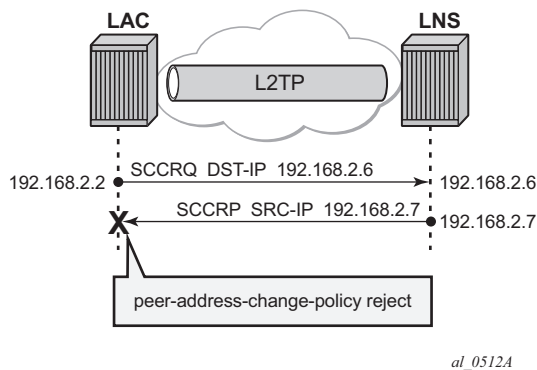 LAC
LNS
L2TP
SCCRQ DST-IP 192.168.2.6
192.168.2.2
192.168.2.6
SCCRP SRC-IP 192.168.2.7
X
192.168.2.7
peer-address-change-policy reject
al_0512A